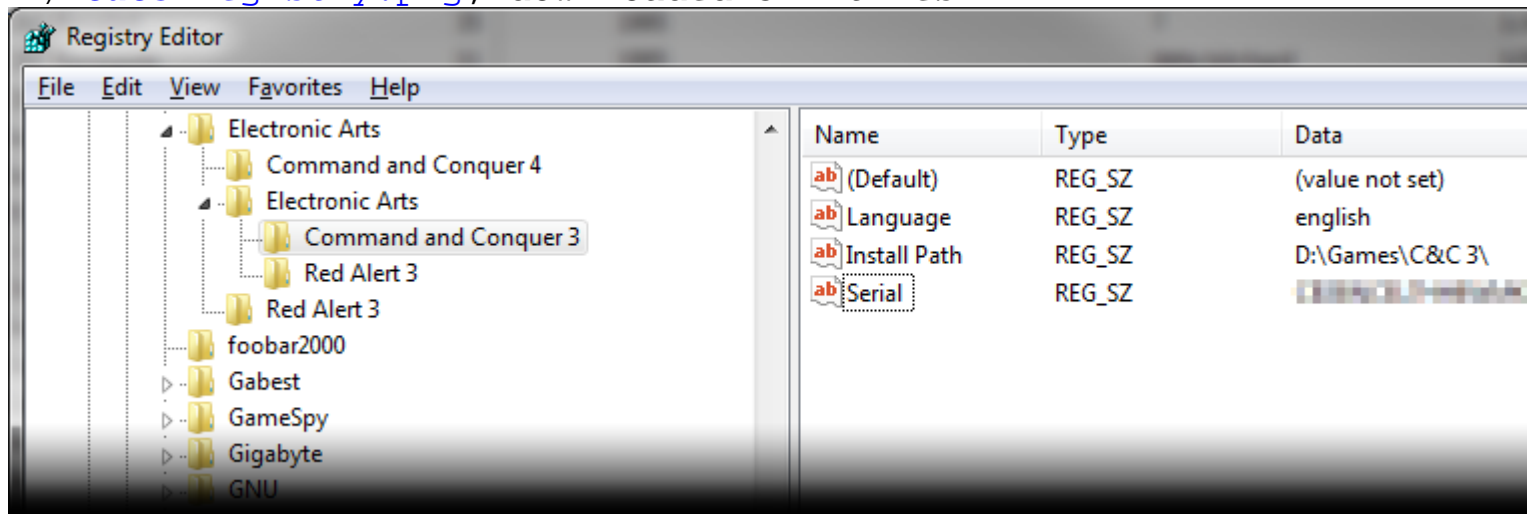 Registry Editor
File Edit View Favorites Help
Electronic Arts
Command and Conquer 4
Electronic Arts
Command and Conquer 3
Red Alert 3
Red Alert 3
foobar2000
Gabest
GameSpy
Gigabyte
GNU
Name Type Data
(Default) REG_SZ (value not set)
Language REG_SZ english
Install Path REG_SZ D:\Games\C&C 3\
Serial REG_SZ